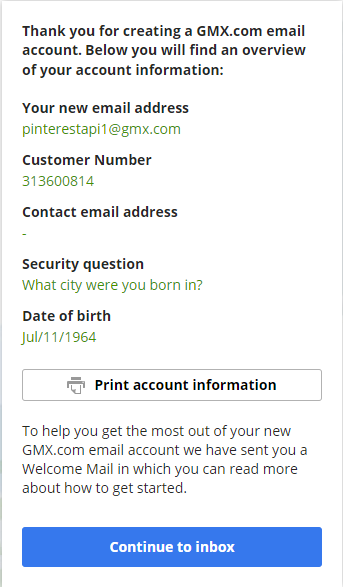 Thank you for creating a GMX.com email
account. Below you will find an overview
of your account information:
Your new email address
pinterestapi1@gmx.com
Customer Number
313600814
Contact email address
-
Security question
What city were you born in?
Date of birth
Jul/11/1964
Print account information
To help you get the most out of your new
GMX.com email account we have sent you a
Welcome Mail in which you can read more
about how to get started.
Continue to inbox